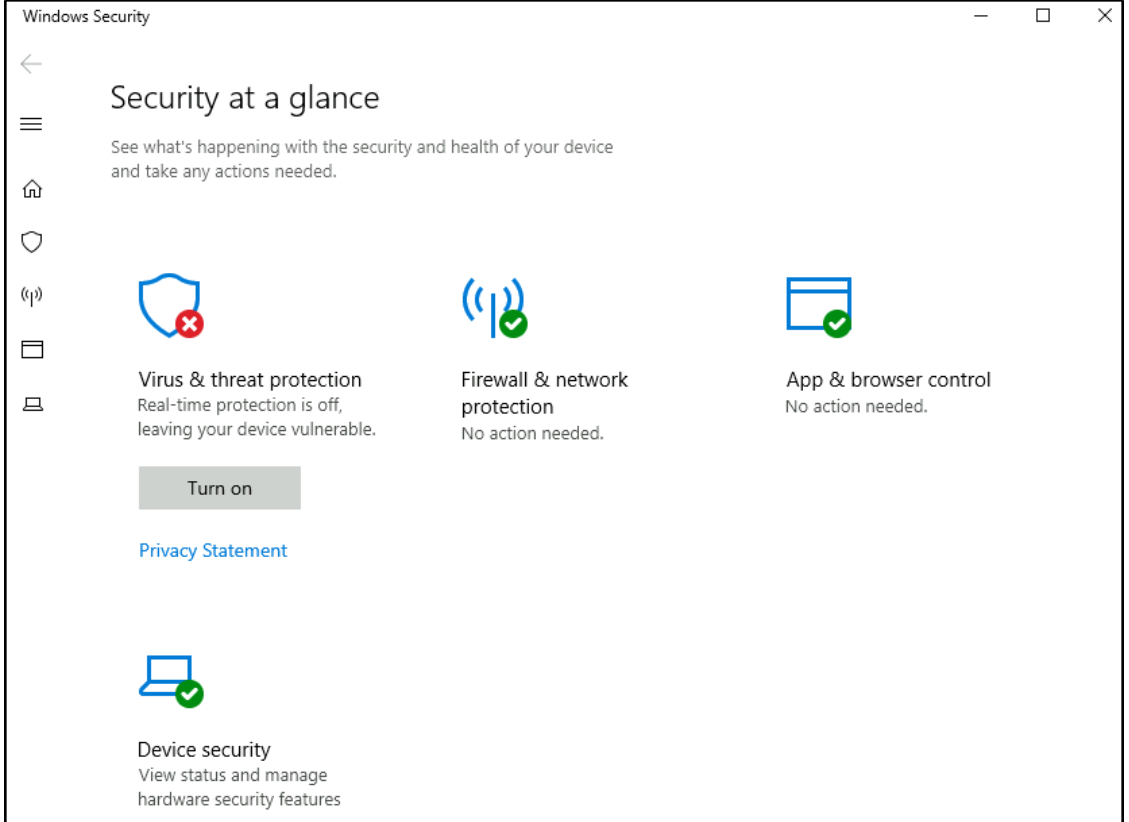 Windows Security
Security at a glance
See what's happening with the security and health of your device
and take any actions needed.
Virus & threat protection
Real-time protection is off,
leaving your device vulnerable.
Turn on
Privacy Statement
Firewall & network
protection
No action needed.
App & browser control
No action needed.
Device security
View status and manage
hardware security features